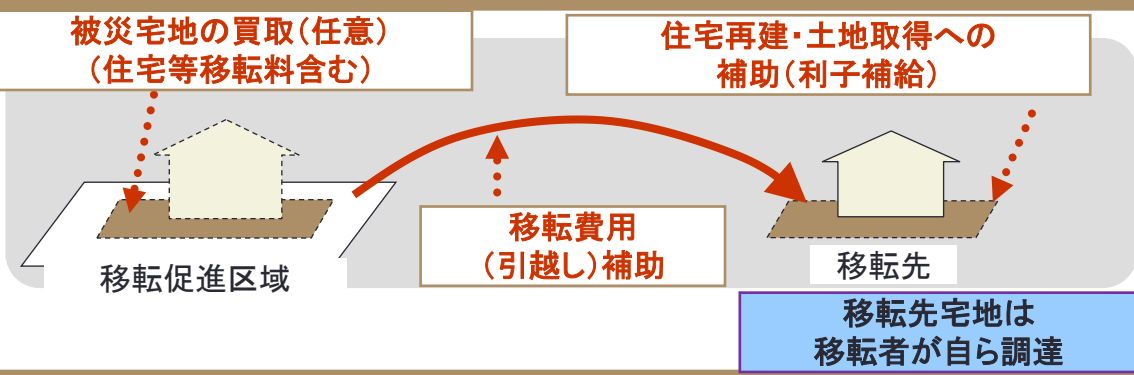 被災宅地の買取(任意)
(住宅等移転料含む)
住宅再建・土地取得への
補助(利子補給)
移転費用
(引越し)補助
移転促進区域
移転先
移転先宅地は
移転者が自ら調達